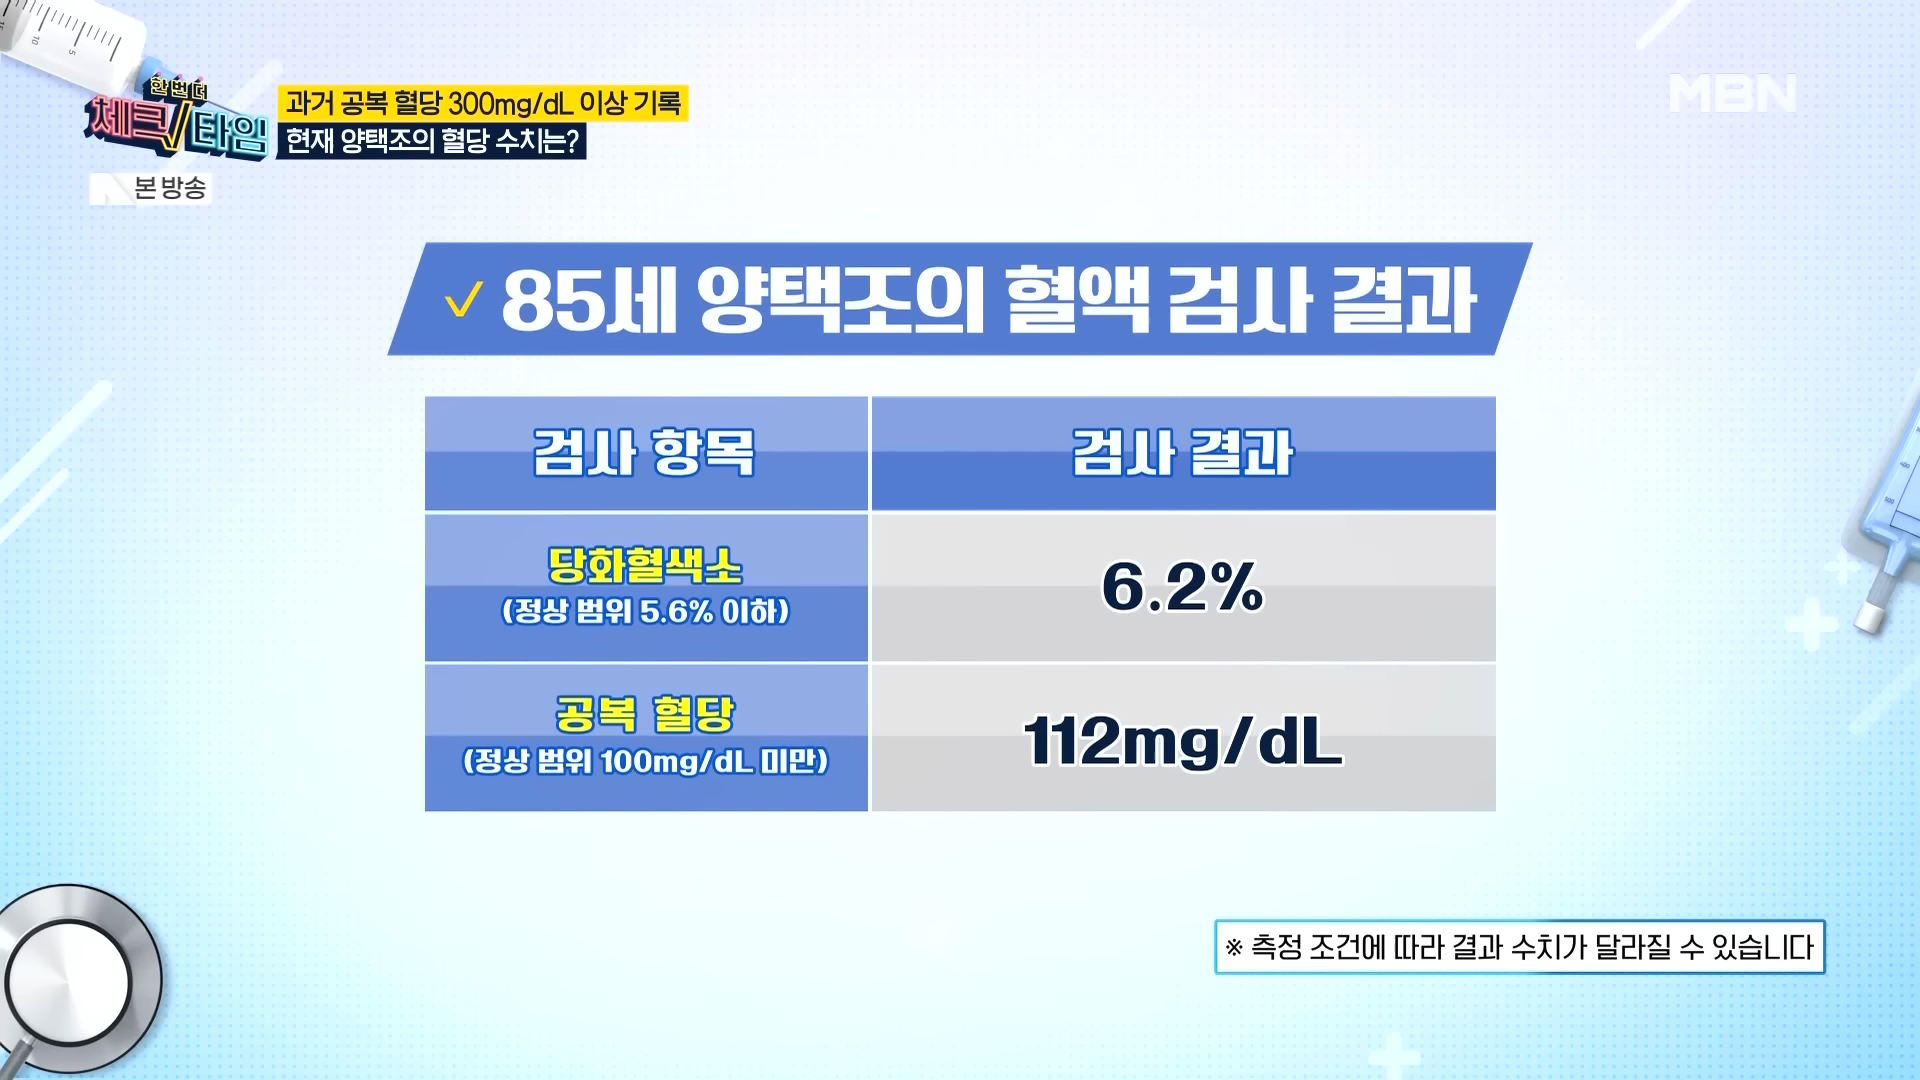 한 번 더
체크타임
과거 공복 혈당 300mg/dL 이상 기록
현재 양택조의 혈당 수치는?
MBN
본 방송
85세 양택조의 혈액 검사 결과
검사 항목
검사 결과
당화혈색소
(정상 범위 5.6% 이하)
6.2%
공복 혈당
(정상 범위 100mg/dL 미만)
112mg/dL
※ 측정 조건에 따라 결과 수치가 달라질 수 있습니다